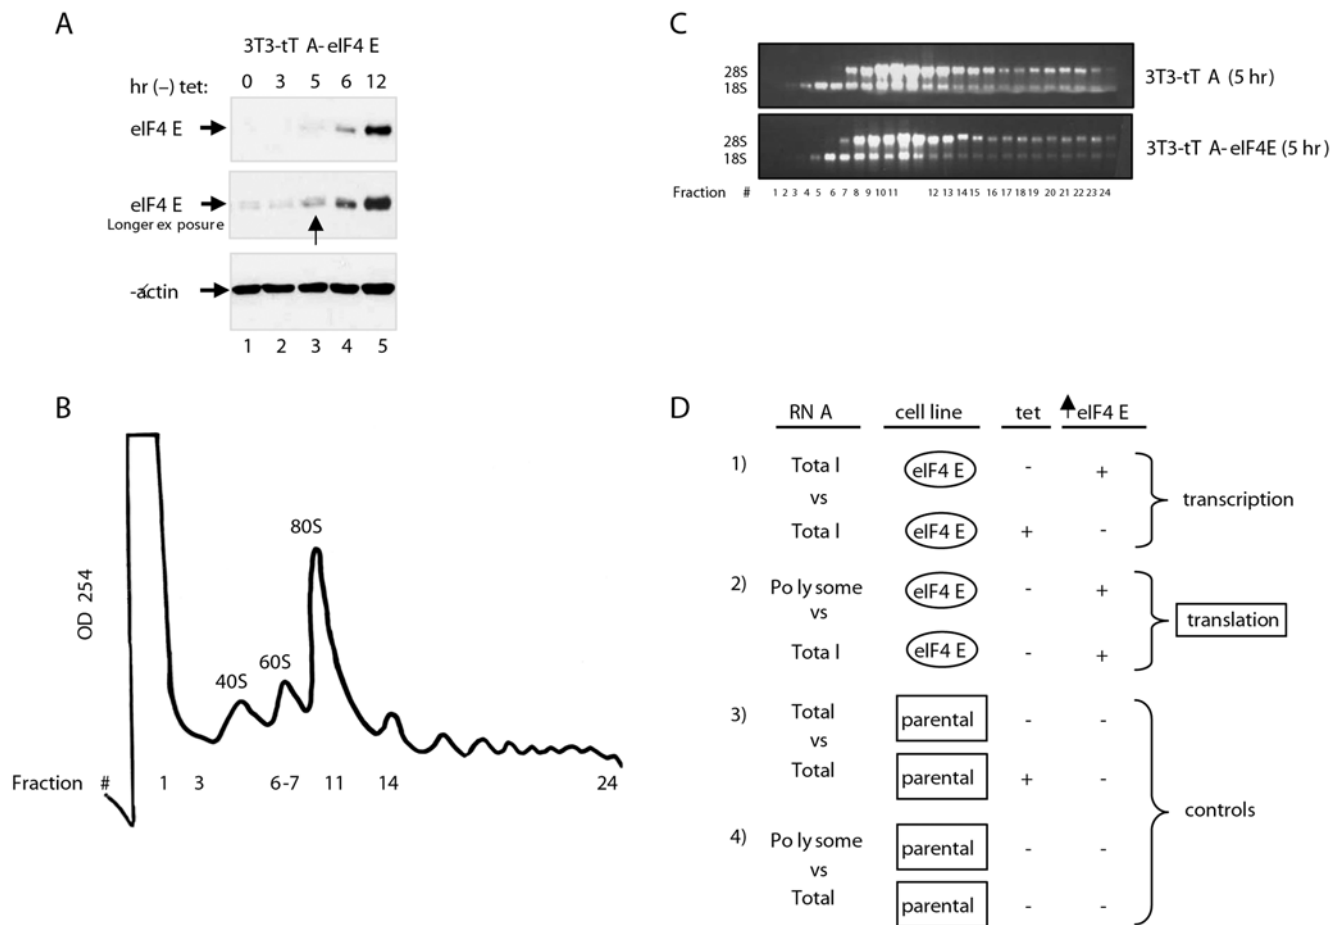 A
3T3-tT A-eIF4 E
hr (–) tet: 0 3 5 6 12
eIF4 E
eIF4 E
Longer ex posure
-actin
1 2 3 4 5
B
OD 254
40S
60S
80S
Fraction # 1 3 6-7 11 14 24
C
28S
18S
3T3-tT A (5 hr)
28S
18S
3T3-tT A-eIF4E (5 hr)
Fraction # 1 2 3 4 5 6 7 8 9 10 11 12 13 14 15 16 17 18 19 20 21 22 23 24
D
RN A cell line tet eIF4 E
1) Tota l eIF4 E - +
vs
Tota l eIF4 E + -
transcription
2) Po ly some eIF4 E - +
vs
Tota l eIF4 E - +
translation
3) Total parental - -
vs
Total parental + -
4) Po ly some parental - -
vs
Total parental - -
controls